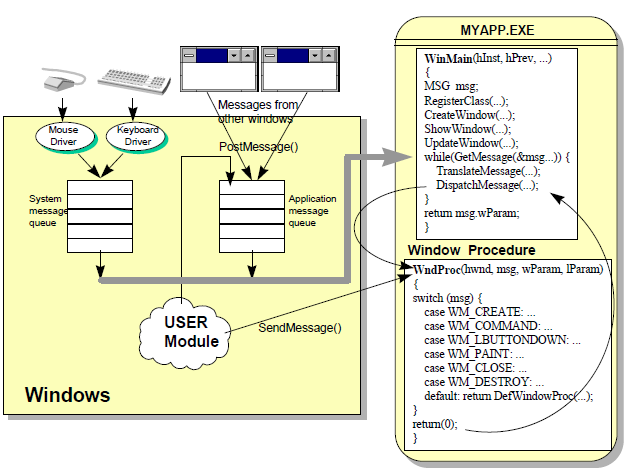 MYAPP.EXE
WinMain(hInst, hPrev, ...)
{
MSG msg;
RegisterClass(...);
CreateWindow(...);
ShowWindow(...);
UpdateWindow(...);
while(GetMessage(&msg...)) {
TranslateMessage(...);
DispatchMessage(...);
}
return msg.wParam;
}
Window Procedure
WndProc(hwnd, msg, wParam, lParam)
{
switch (msg) {
case WM_CREATE: ...
case WM_COMMAND: ...
case WM_LBUTTONDOWN: ...
case WM_PAINT: ...
case WM_CLOSE: ...
case WM_DESTROY: ...
default: return DefWindowProc(...);
}
return(0);
}
Messages from
other windows
PostMessage()
Mouse
Driver
Keyboard
Driver
System
message
queue
Application
message
queue
USER
Module
SendMessage()
Windows